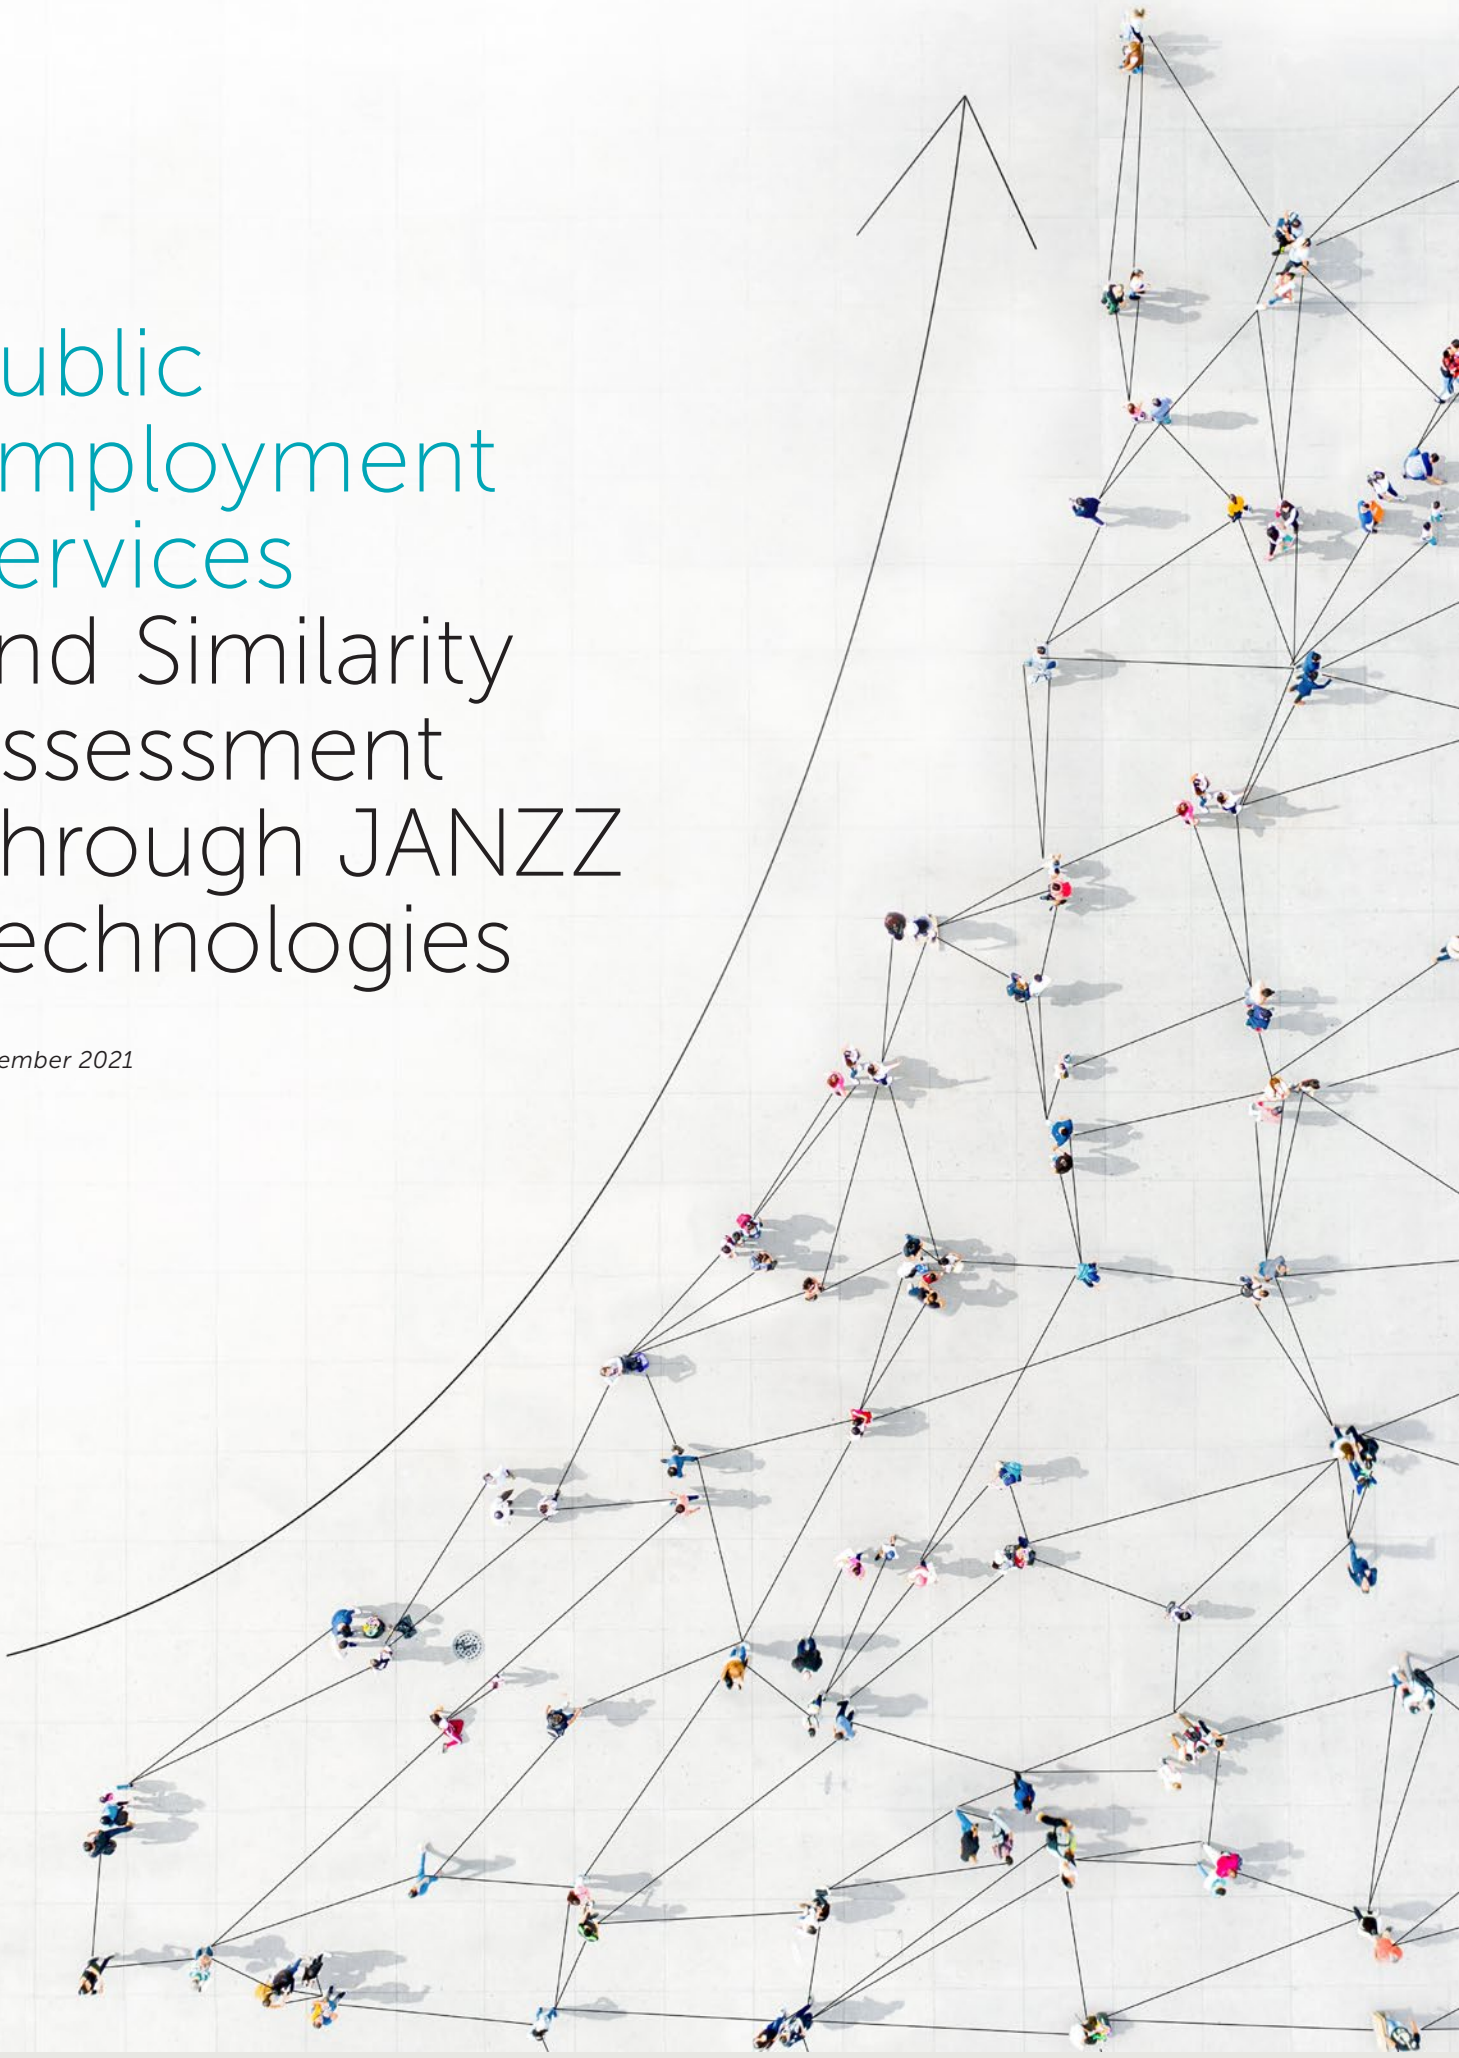 ublic
mployment
ervices
nd Similarity
ssessment
hrough JANZZ
echnologies
ember 2021